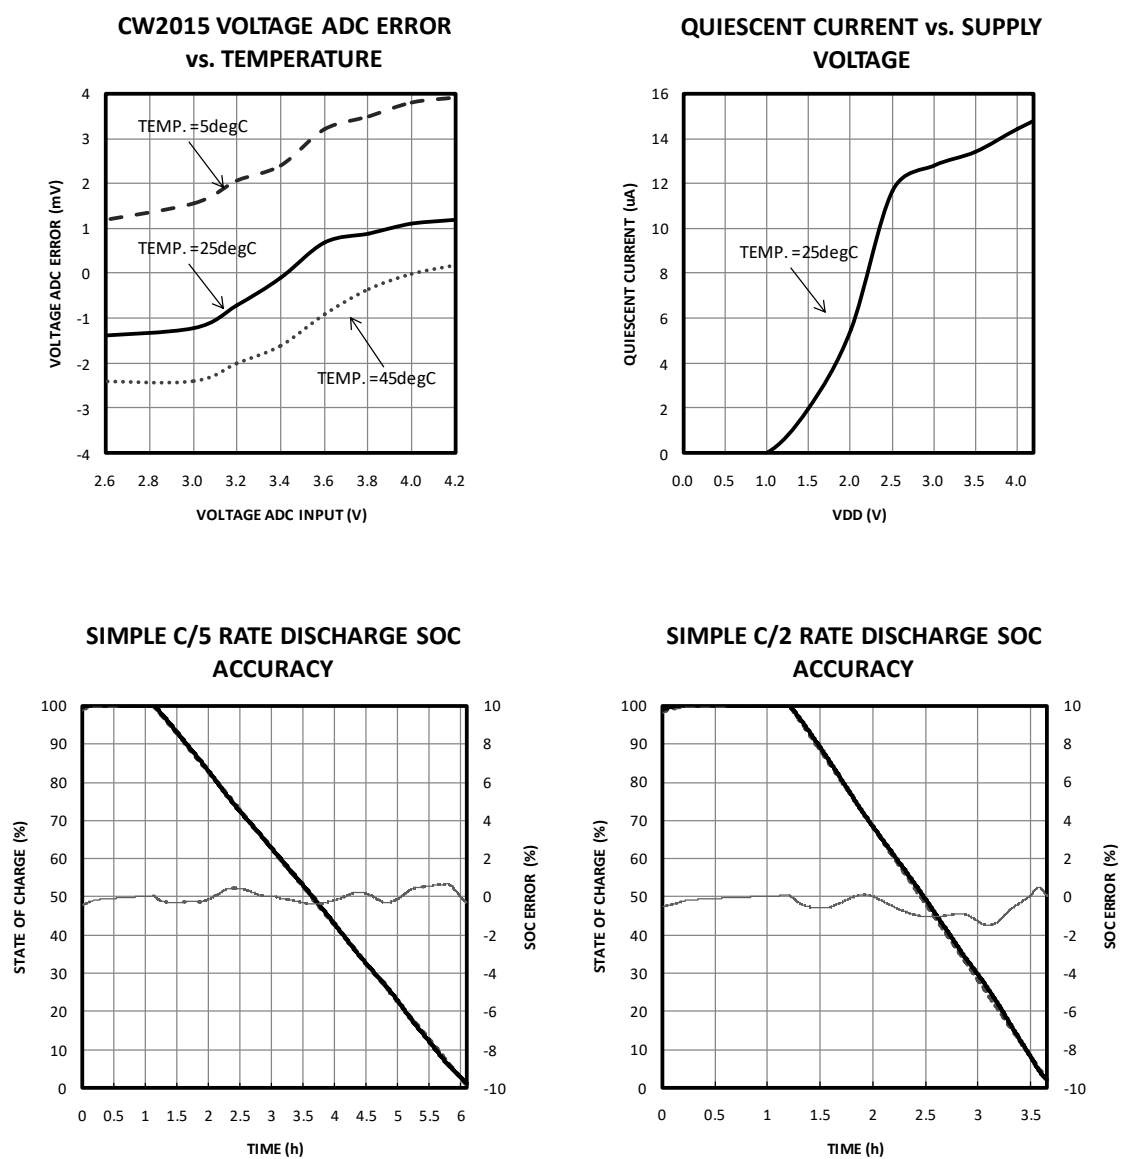 CW2015 VOLTAGE ADC ERROR
vs. TEMPERATURE
4
3
2
1
0
-1
-2
-3
-4
VOLTAGE ADC ERROR (mV)
TEMP. =5degC
TEMP. =25degC
TEMP. =45degC
2.6 2.8 3.0 3.2 3.4 3.6 3.8 4.0 4.2
VOLTAGE ADC INPUT (V)
QUIESCENT CURRENT vs. SUPPLY
VOLTAGE
16
14
12
10
8
6
4
2
0
QUIESCENT CURRENT (uA)
TEMP. =25degC
0.0 0.5 1.0 1.5 2.0 2.5 3.0 3.5 4.0
VDD (V)
SIMPLE C/5 RATE DISCHARGE SOC
ACCURACY
100
90
80
70
60
50
40
30
20
10
0
STATE OF CHARGE (%)
10
8
6
4
2
0
-2
-4
-6
-8
-10
SOC ERROR (%)
0 0.5 1 1.5 2 2.5 3 3.5 4 4.5 5 5.5 6
TIME (h)
SIMPLE C/2 RATE DISCHARGE SOC
ACCURACY
100
90
80
70
60
50
40
30
20
10
0
STATE OF CHARGE (%)
10
8
6
4
2
0
-2
-4
-6
-8
-10
SOC ERROR (%)
0 0.5 1 1.5 2 2.5 3 3.5
TIME (h)